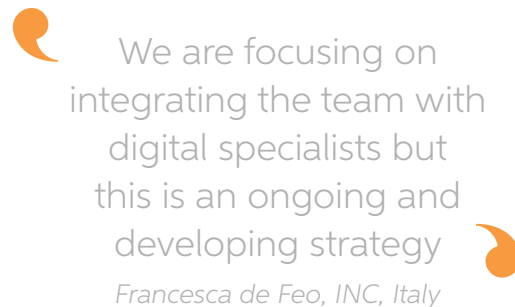 We are focusing on
integrating the team with
digital specialists but
this is an ongoing and
developing strategy
Francesca de Feo, INC, Italy